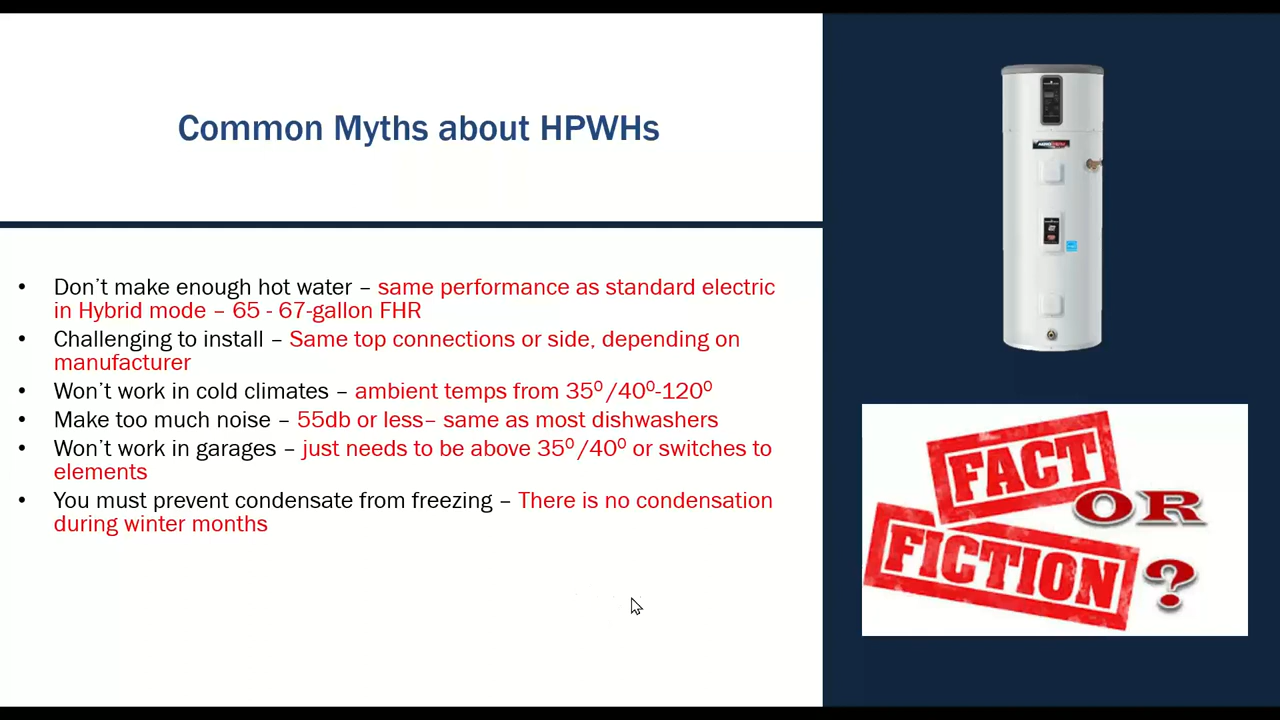 Common Myths about HPWHs
• Don’t make enough hot water – same performance as standard electric
in Hybrid mode – 65 - 67-gallon FHR
• Challenging to install – Same top connections or side, depending on
manufacturer
• Won’t work in cold climates – ambient temps from 35⁰/40⁰-120⁰
• Make too much noise – 55db or less– same as most dishwashers
• Won’t work in garages – just needs to be above 35⁰/40⁰ or switches to
elements
• You must prevent condensate from freezing – There is no condensation
during winter months
FACT
OR
FICTION
?